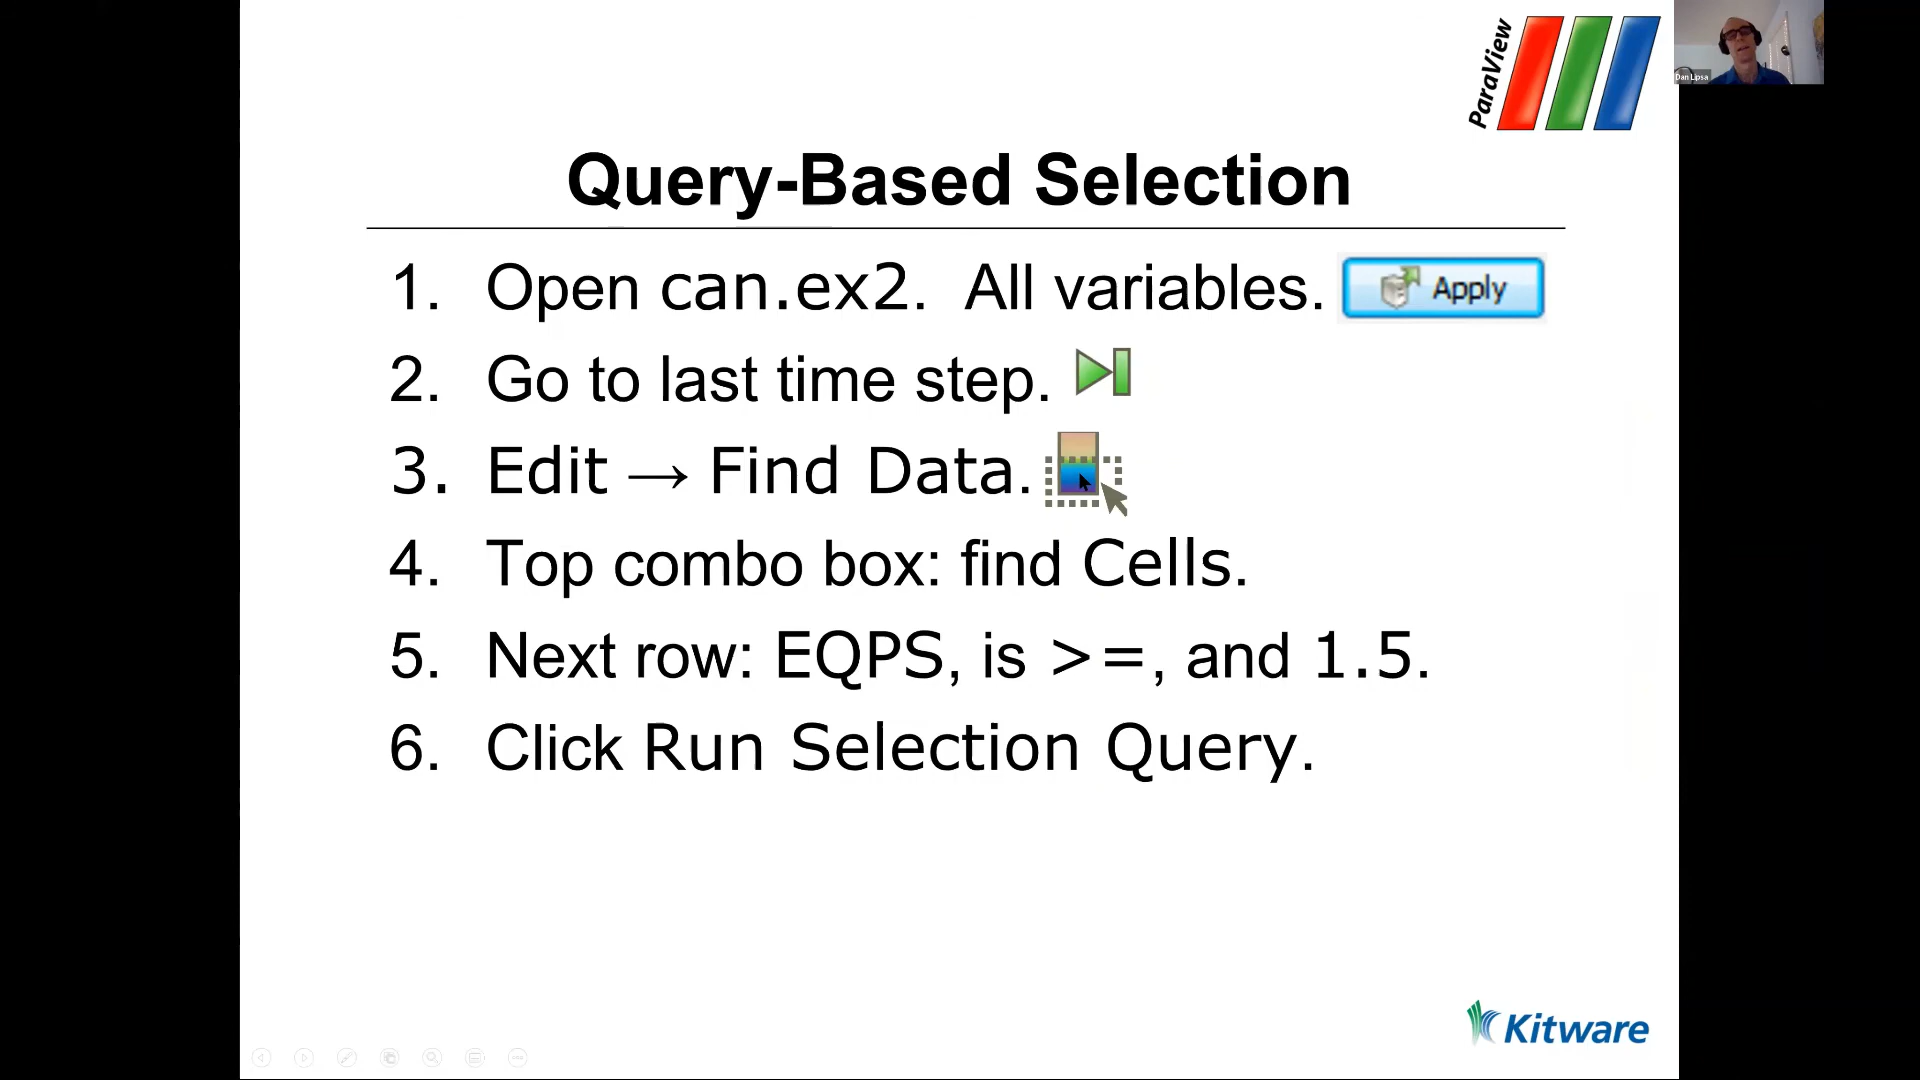 ParaView
Dan Lipsa
Query-Based Selection
1. Open can.ex2. All variables. Apply
2. Go to last time step.
3. Edit → Find Data.
4. Top combo box: find Cells.
5. Next row: EQPS, is >=, and 1.5.
6. Click Run Selection Query.
Kitware